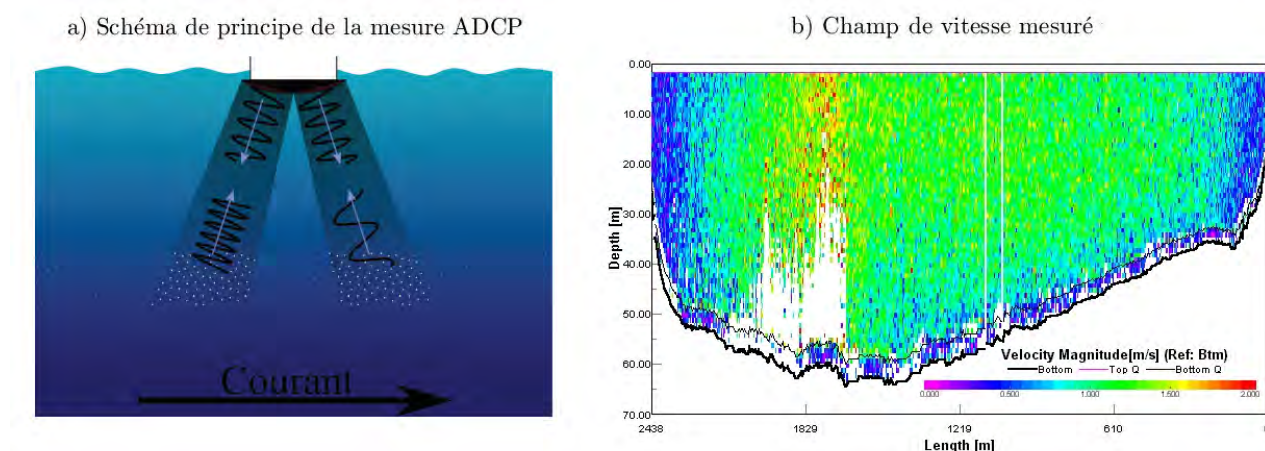 a) Schéma de principe de la mesure ADCP
Courant
b) Champ de vitesse mesuré
0.00
10.00
20.00
30.00
40.00
50.00
60.00
70.00
Depth [m]
Velocity Magnitude[m/s] (Ref: Btm)
Bottom Top Q Bottom Q
0.000 0.500 1.000 1.500 2.000
2438 1829 1219 610
Length [m]